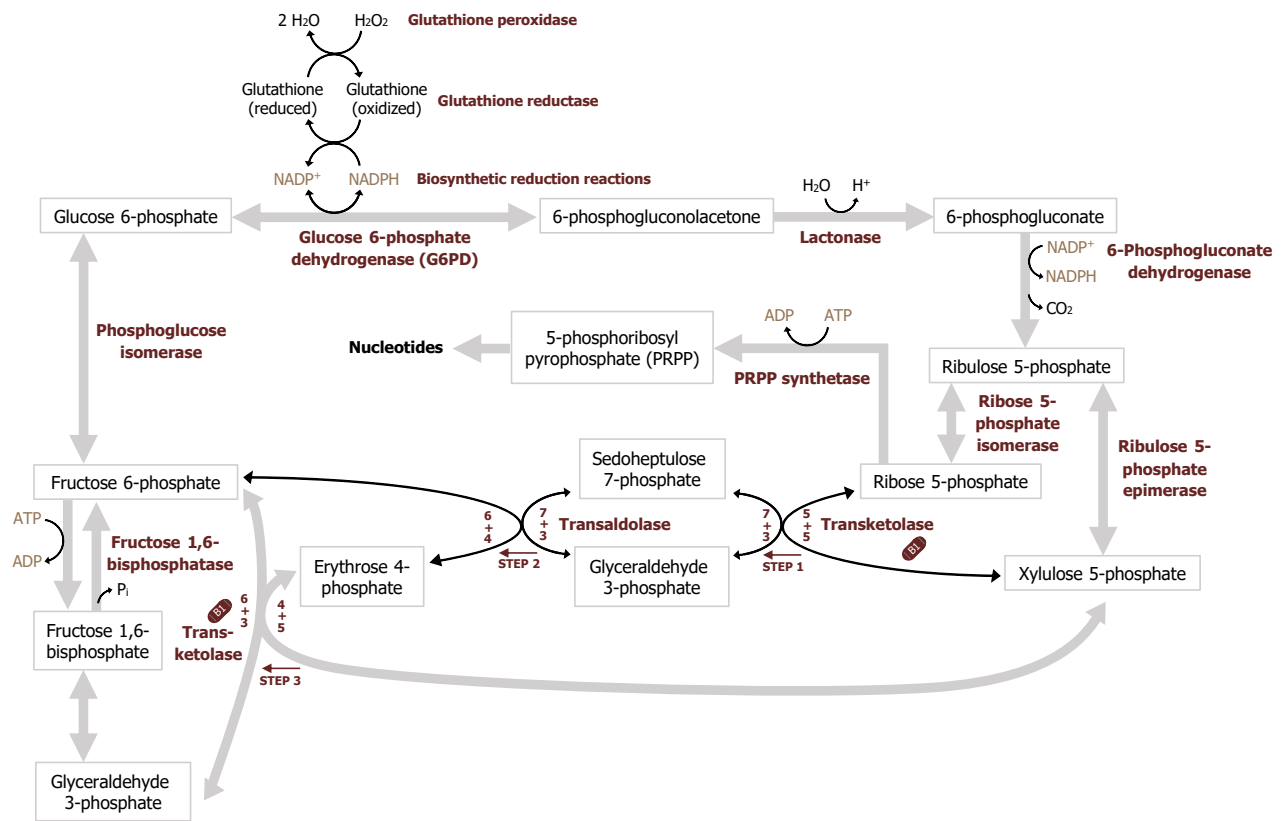 2 H₂O H₂O₂ Glutathione peroxidase
Glutathione Glutathione
(reduced) (oxidized) Glutathione reductase
NADP⁺ NADPH Biosynthetic reduction reactions
H₂O H⁺
Glucose 6-phosphate 6-phosphogluconolacetone 6-phosphogluconate
Glucose 6-phosphate
dehydrogenase (G6PD)
Lactonase
NADP⁺
NADPH
CO₂
6-Phosphogluconate
dehydrogenase
Phosphoglucose
isomerase
Nucleotides
5-phosphoribosyl
pyrophosphate (PRPP)
ADP ATP
PRPP synthetase
Ribulose 5-phosphate
Ribose 5-
phosphate
isomerase
Ribulose 5-
phosphate
epimerase
Fructose 6-phosphate
Sedoheptulose
7-phosphate
Ribose 5-phosphate
ATP
ADP
Fructose 1,6-
bisphosphatase
Pi
6
+
4
7
+
3
Transaldolase
STEP 2
7
+
3
5
+
5
Transketolase
B1
STEP 1
Erythrose 4-
phosphate
Glyceraldehyde
3-phosphate
Xylulose 5-phosphate
Fructose 1,6-
bisphosphate
B1
Trans-
ketolase
6
+
3
4
+
5
STEP 3
Glyceraldehyde
3-phosphate